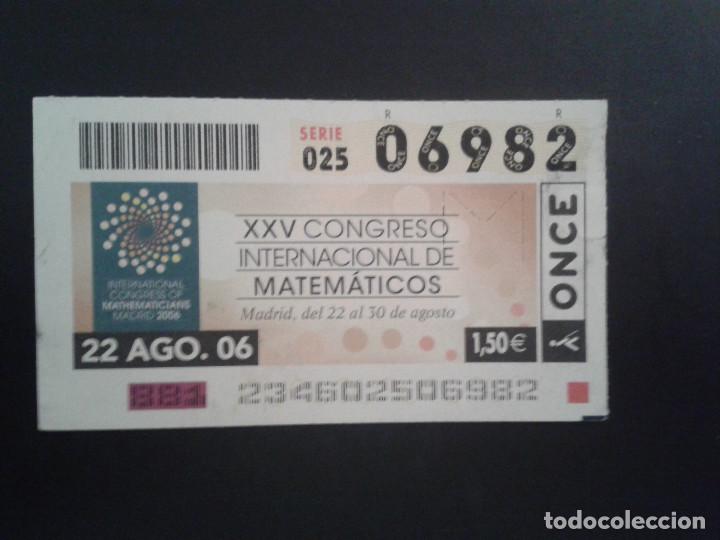 R R
SERIE
025 06982
XXV CONGRESO
INTERNACIONAL DE
MATEMÁTICOS
Madrid, del 22 al 30 de agosto
INTERNATIONAL
CONGRESS OF
MATHEMATICIANS
MADRID 2006
22 AGO. 06
1,50€
ONCE
881 234602506982
todocoleccion.net